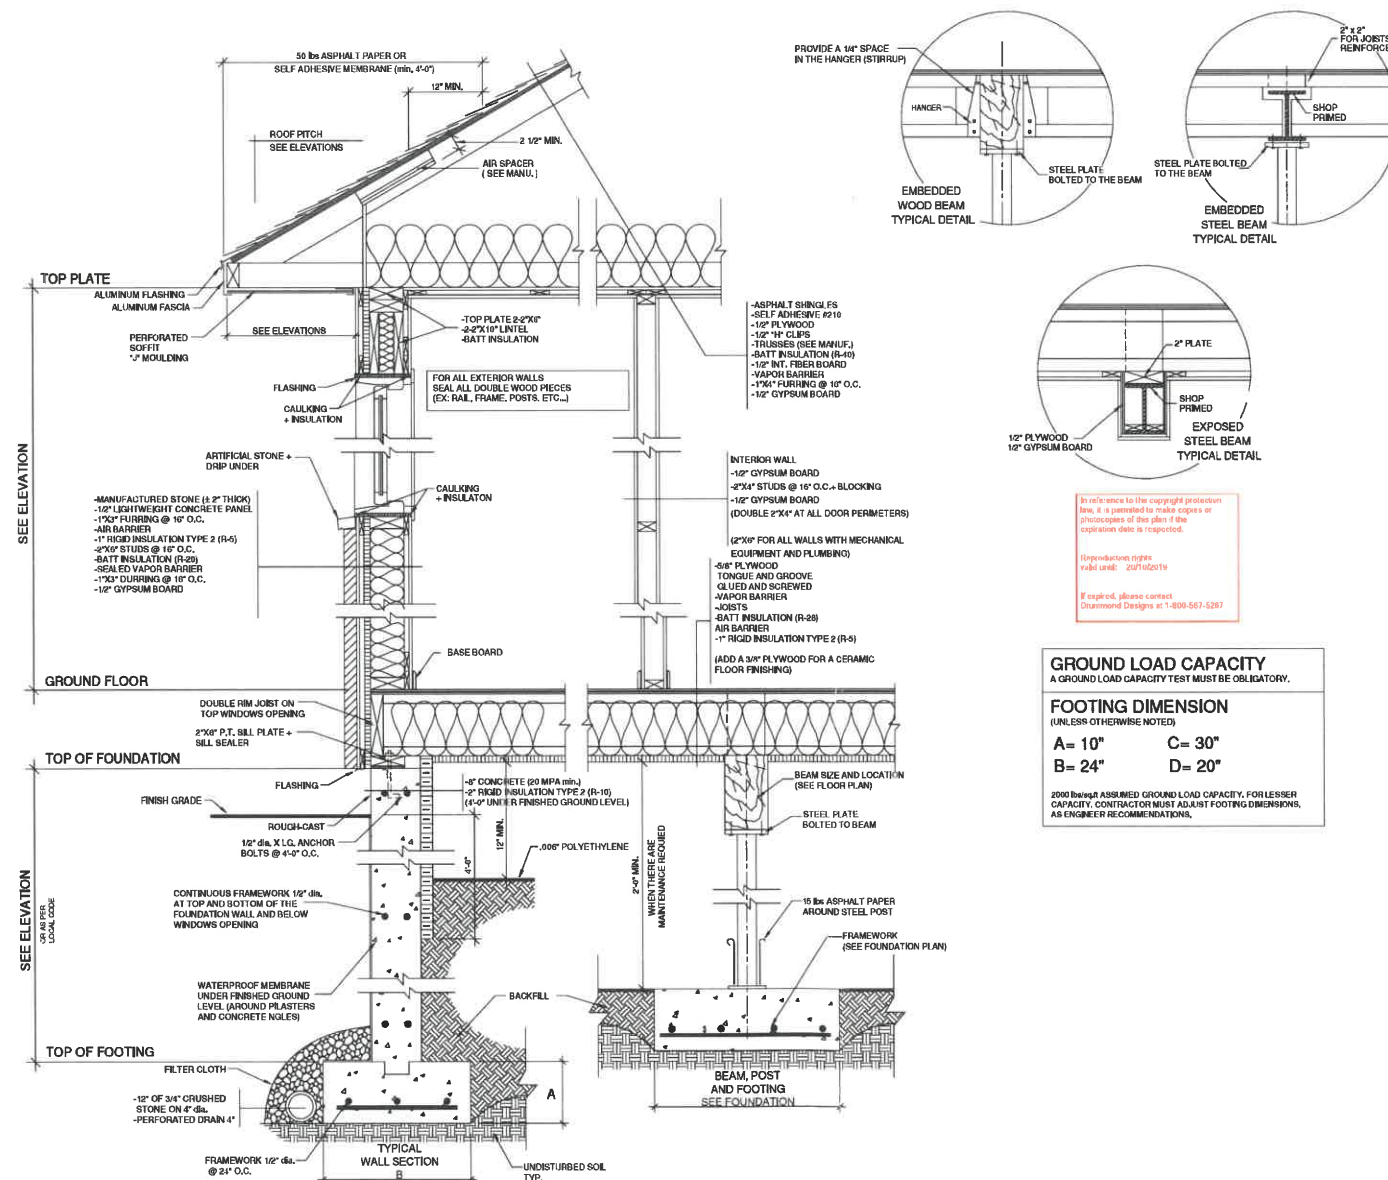 50 lbs ASPHALT PAPER OR
SELF ADHESIVE MEMBRANE (min. 4'-0")
12" MIN.
ROOF PITCH
SEE ELEVATIONS
2 1/2" MIN.
AIR SPACER
( SEE MANU. )
TOP PLATE
ALUMINUM FLASHING
ALUMINUM FASCIA
SEE ELEVATIONS
PERFORATED
SOFFIT
"J" MOULDING
-TOP PLATE 2-2"X6"
-2-2"X10" LINTEL
-BATT INSULATION
FLASHING
CAULKING
+ INSULATION
FOR ALL EXTERIOR WALLS
SEAL ALL DOUBLE WOOD PIECES
(EX: RAIL, FRAME. POSTS. ETC...)
-ASPHALT SHINGLES
-SELF ADHESIVE #210
-1/2" PLYWOOD
-1/2" "H" CLIPS
-TRUSSES (SEE MANUF.)
-BATT INSULATION (R-40)
-1/2" INT. FIBER BOARD
-VAPOR BARRIER
-1"X4" FURRING @ 16" O.C.
-1/2" GYPSUM BOARD
SEE ELEVATION
ARTIFICIAL STONE +
DRIP UNDER
CAULKING
+ INSULATON
-MANUFACTURED STONE (± 2" THICK)
-1/2" LIGHTWEIGHT CONCRETE PANEL
-1"X3" FURRING @ 16" O.C.
-AIR BARRIER
-1" RIGID INSULATION TYPE 2 (R-5)
-2"X6" STUDS @ 16" O.C.
-BATT INSULATION (R-20)
-SEALED VAPOR BARRIER
-1"X3" DURRING @ 16" O.C.
-1/2" GYPSUM BOARD
INTERIOR WALL
-1/2" GYPSUM BOARD
-2"X4" STUDS @ 16" O.C.+ BLOCKING
-1/2" GYPSUM BOARD
(DOUBLE 2"X4" AT ALL DOOR PERIMETERS)
(2"X6" FOR ALL WALLS WITH MECHANICAL
EQUIPMENT AND PLUMBING)
-5/8" PLYWOOD
TONGUE AND GROOVE
GLUED AND SCREWED
-VAPOR BARRIER
-JOISTS
-BATT INSULATION (R-28)
AIR BARRIER
-1" RIGID INSULATION TYPE 2 (R-5)
(ADD A 3/8" PLYWOOD FOR A CERAMIC
FLOOR FINISHING)
BASE BOARD
GROUND FLOOR
DOUBLE RIM JOIST ON
TOP WINDOWS OPENING
2"X6" P.T. SILL PLATE +
SILL SEALER
TOP OF FOUNDATION
FLASHING
-8" CONCRETE (20 MPA min.)
-2" RIGID INSULATION TYPE 2 (R-10)
(4'-0" UNDER FINISHED GROUND LEVEL)
FINISH GRADE
ROUGH-CAST
1/2" dia. X LG. ANCHOR
BOLTS @ 4'-0" O.C.
4'-0"
12" MIN.
.006" POLYETHYLENE
2'-0" MIN.
WHEN THERE ARE
MAINTENANCE REQUIED
BEAM SIZE AND LOCATION
(SEE FLOOR PLAN)
STEEL PLATE
BOLTED TO BEAM
SEE ELEVATION
OR AS PER
LOCAL CODE
CONTINUOUS FRAMEWORK 1/2" dia.
AT TOP AND BOTTOM OF THE
FOUNDATION WALL AND BELOW
WINDOWS OPENING
15 lbs ASPHALT PAPER
AROUND STEEL POST
FRAMEWORK
(SEE FOUNDATION PLAN)
WATERPROOF MEMBRANE
UNDER FINISHED GROUND
LEVEL (AROUND PILASTERS
AND CONCRETE NGLES)
BACKFILL
TOP OF FOOTING
FILTER CLOTH
-12" OF 3/4" CRUSHED
STONE ON 4" dia.
-PERFORATED DRAIN 4"
A
BEAM, POST
AND FOOTING
SEE FOUNDATION
FRAMEWORK 1/2" dia.
@ 24" O.C.
TYPICAL
WALL SECTION
B
UNDISTURBED SOIL
TYP.
PROVIDE A 1/4" SPACE
IN THE HANGER (STIRRUP)
HANGER
STEEL PLATE
BOLTED TO THE BEAM
EMBEDDED
WOOD BEAM
TYPICAL DETAIL
2" x 2"
FOR JOISTS
REINFORCE
SHOP
PRIMED
STEEL PLATE BOLTED
TO THE BEAM
EMBEDDED
STEEL BEAM
TYPICAL DETAIL
2" PLATE
SHOP
PRIMED
1/2" PLYWOOD
1/2" GYPSUM BOARD
EXPOSED
STEEL BEAM
TYPICAL DETAIL
In reference to the copyright protection
law, it is permited to make copies or
photocopies of this plan if the
expiration date is respected.
Reproduction rights
valid until: 20/10/2019
If expired, please contact
Drummond Designs at 1-800-567-5267
GROUND LOAD CAPACITY
A GROUND LOAD CAPACITY TEST MUST BE OBLIGATORY.
FOOTING DIMENSION
(UNLESS OTHERWISE NOTED)
A= 10" C= 30"
B= 24" D= 20"
2000 lbs/sq.ft ASSUMED GROUND LOAD CAPACITY. FOR LESSER
CAPACITY. CONTRACTOR MUST ADJUST FOOTING DIMENSIONS,
AS ENGINEER RECOMMENDATIONS.